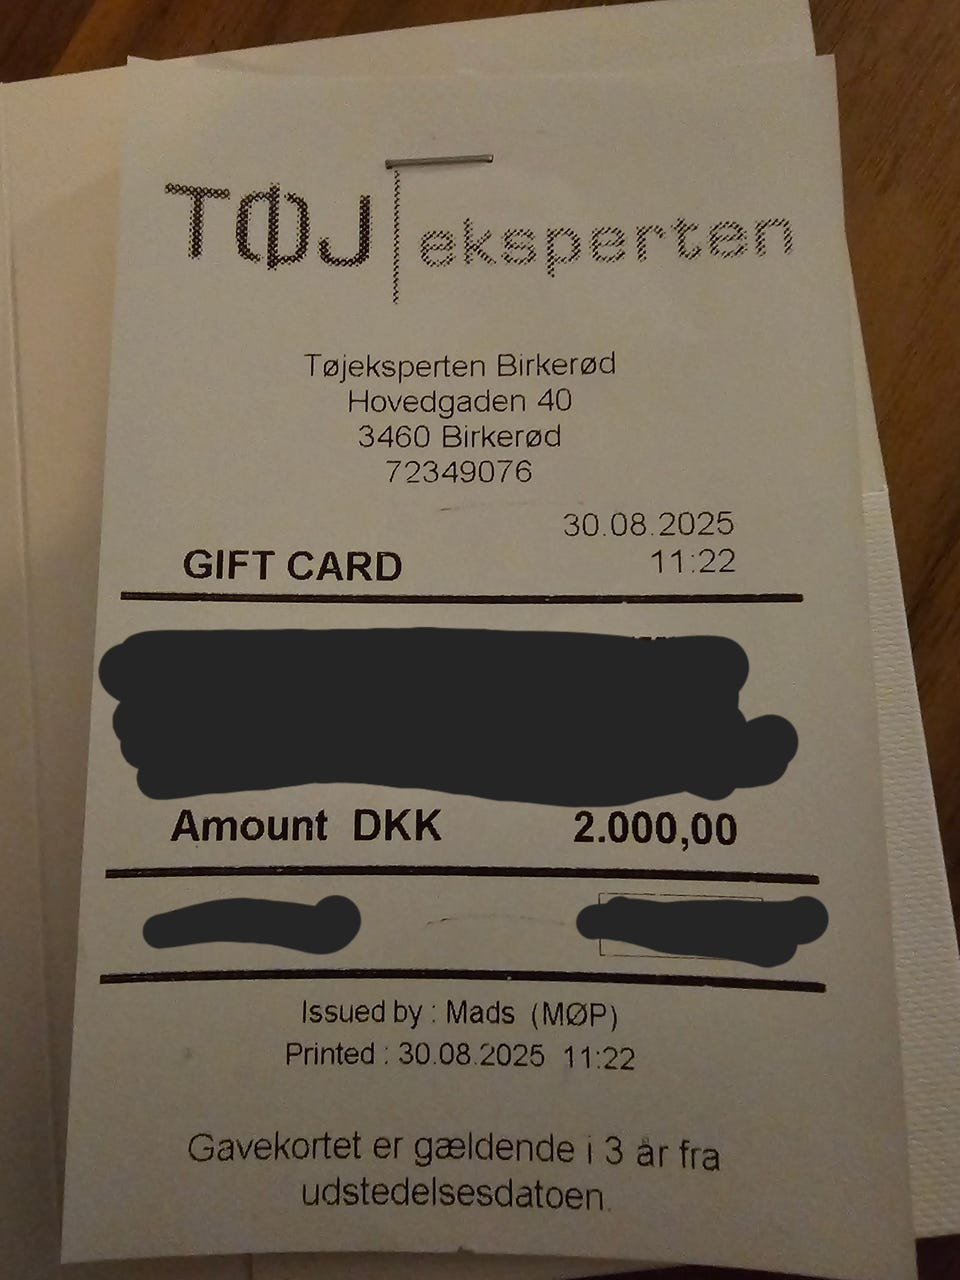 TØJ eksperten
Tøjeksperten Birkerød
Hovedgaden 40
3460 Birkerød
72349076
30.08.2025
GIFT CARD 11:22
Amount DKK 2.000,00
Issued by : Mads (MØP)
Printed : 30.08.2025 11:22
Gavekortet er gældende i 3 år fra
udstedelsesdatoen.